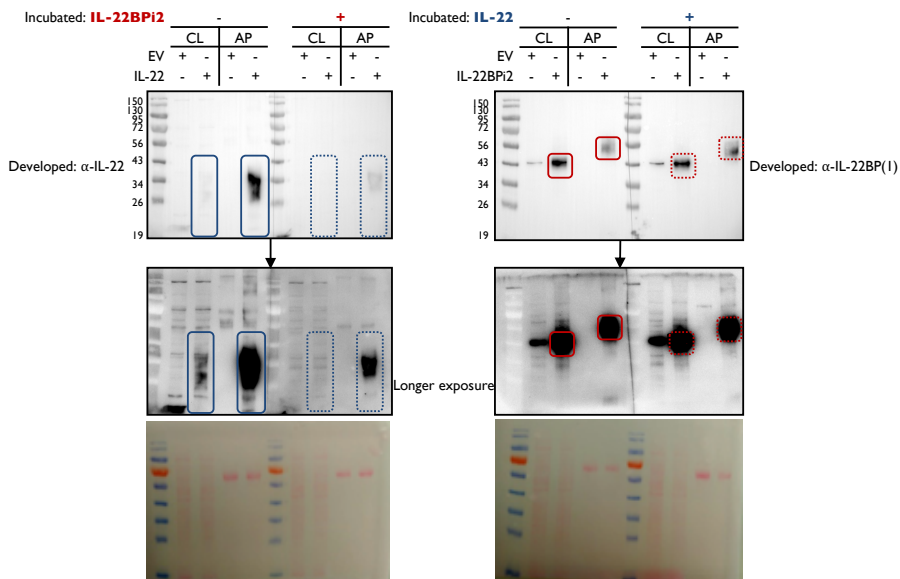 Incubated: IL-22BPi2 - +
CL AP CL AP
EV + - + - + - + -
IL-22 - + - + - + - +
150
130
95
72
56
43
34
26
19
Developed: α-IL-22
Incubated: IL-22 - +
CL AP CL AP
EV + - + - + - + -
IL-22BPi2 - + - + - + - +
150
130
95
72
56
43
34
26
19
Developed: α-IL-22BP(1)
Longer exposure